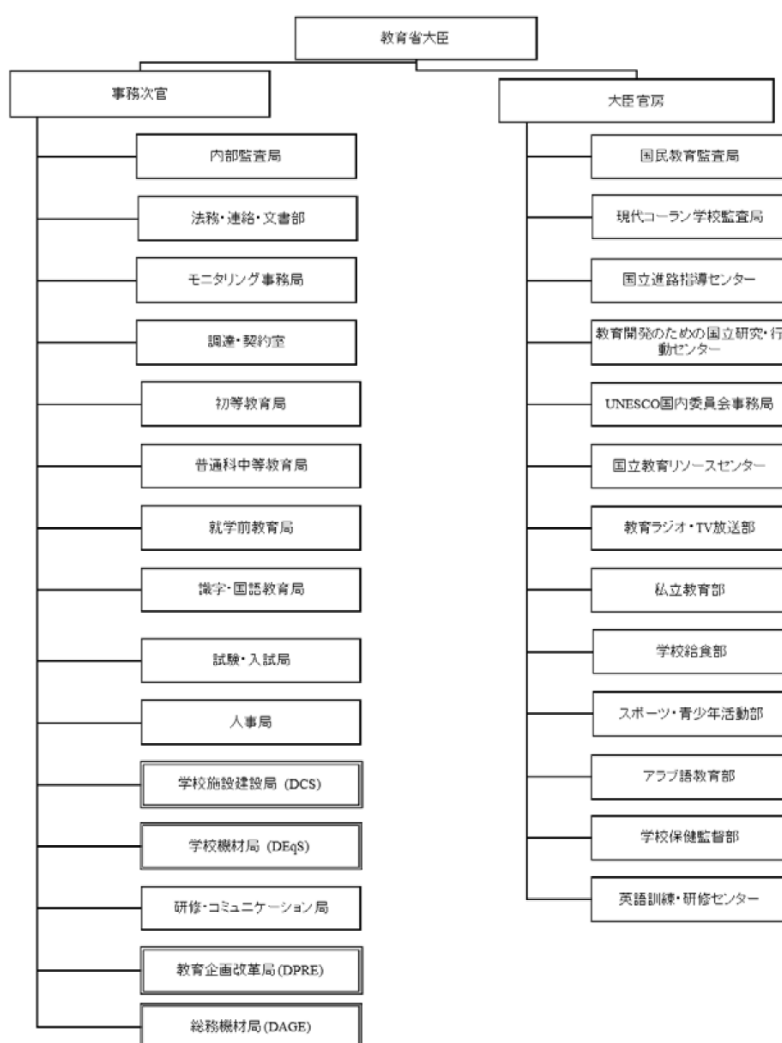 教育省大臣
事務次官
内部監査局
法務・連絡・文書部
モニタリング事務局
調達・契約室
初等教育局
普通科中等教育局
就学前教育局
識字・国語教育局
試験・入試局
人事局
学校施設建設局 (DCS)
学校機材局 (DEqS)
研修・コミュニケーション局
教育企画改革局(DPRE)
総務機材局(DAGE)
大臣官房
国民教育監査局
現代コーラン学校監査局
国立進路指導センター
教育開発のための国立研究・行
動センター
UNESCO国内委員会事務局
国立教育リソースセンター
教育ラジオ・TV放送部
私立教育部
学校給食部
スポーツ・青少年活動部
アラブ語教育部
学校保健監督部
英語訓練・研修センター